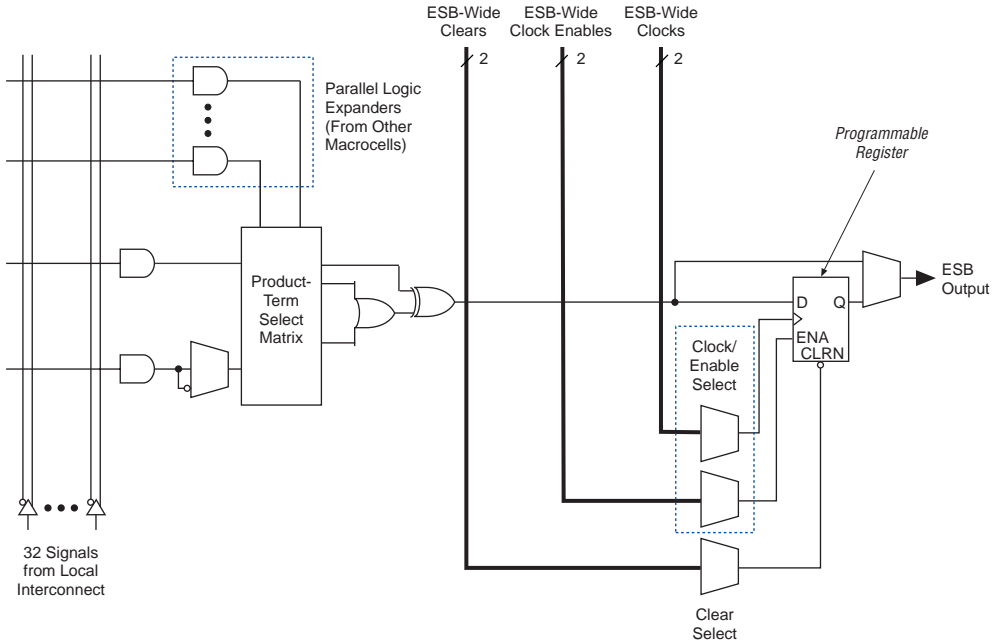 ESB-Wide
Clears
ESB-Wide
Clock Enables
ESB-Wide
Clocks
2
2
2
Parallel Logic
Expanders
(From Other
Macrocells)
Programmable
Register
Product-
Term
Select
Matrix
ESB
Output
D
Q
ENA
CLRN
Clock/
Enable
Select
32 Signals
from Local
Interconnect
Clear
Select